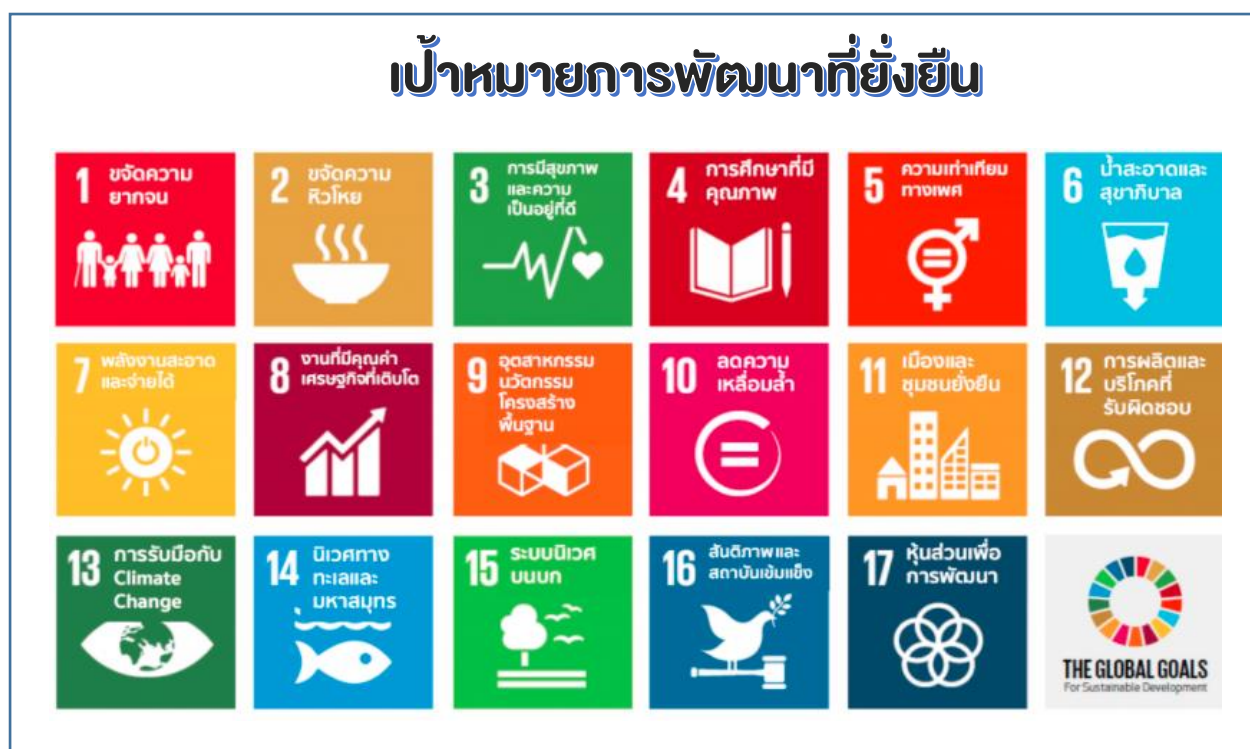 เป้าหมายการพัฒนาที่ยั่งยืน
1 ขจัดความ
ยากจน
2 ขจัดความ
หิวโหย
3 การมีสุขภาพ
และความ
เป็นอยู่ที่ดี
4 การศึกษาที่มี
คุณภาพ
5 ความเท่าเทียม
ทางเพศ
6 น้ำสะอาดและ
สุขาภิบาล
7 พลังงานสะอาด
และจ่ายได้
8 งานที่มีคุณค่า
เศรษฐกิจที่เติบโต
9 อุตสาหกรรม
นวัตกรรม
โครงสร้าง
พื้นฐาน
10 ลดความ
เหลื่อมล้ำ
11 เมืองและ
ชุมชนยั่งยืน
12 การผลิตและ
บริโภคที่
รับผิดชอบ
13 การรับมือกับ
Climate
Change
14 นิเวศทาง
ทะเลและ
มหาสมุทร
15 ระบบนิเวศ
บนบก
16 สันติภาพและ
สถาบันเข้มแข็ง
17 หุ้นส่วนเพื่อ
การพัฒนา
THE GLOBAL GOALS
For Sustainable Development